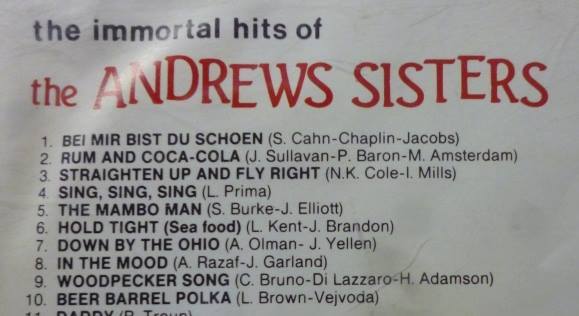 the immortal hits of
the ANDREWS SISTERS
1. BEI MIR BIST DU SCHOEN (S. Cahn-Chaplin-Jacobs)
2. RUM AND COCA-COLA (J. Sullavan-P. Baron-M. Amsterdam)
3. STRAIGHTEN UP AND FLY RIGHT (N.K. Cole-I. Mills)
4. SING, SING, SING (L. Prima)
5. THE MAMBO MAN (S. Burke-J. Elliott)
6. HOLD TIGHT (Sea food) (L. Kent-J. Brandon)
7. DOWN BY THE OHIO (A. Olman- J. Yellen)
8. IN THE MOOD (A. Razaf-J. Garland)
9. WOODPECKER SONG (C. Bruno-Di Lazzaro-H. Adamson)
10. BEER BARREL POLKA (L. Brown-Vejvoda)
11. DADDY (B. Troup)